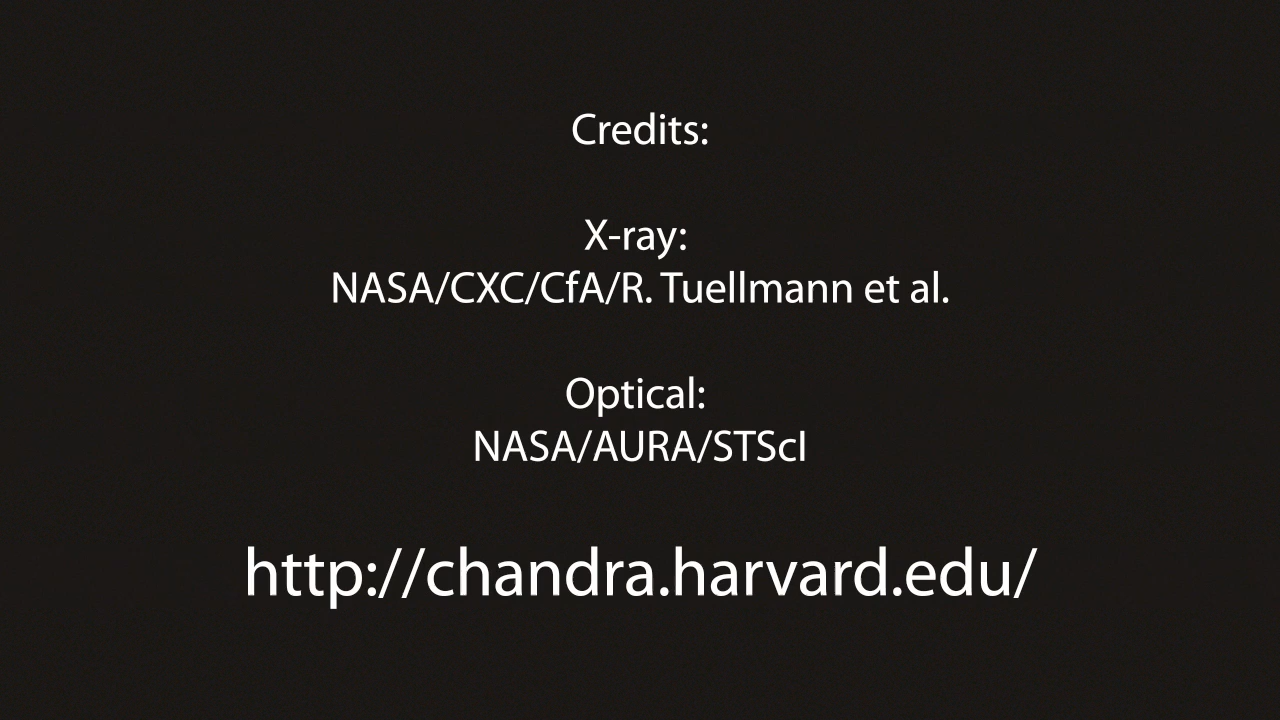 Credits:
X-ray:
NASA/CXC/CfA/R. Tuellmann et al.
Optical:
NASA/AURA/STScI
http://chandra.harvard.edu/